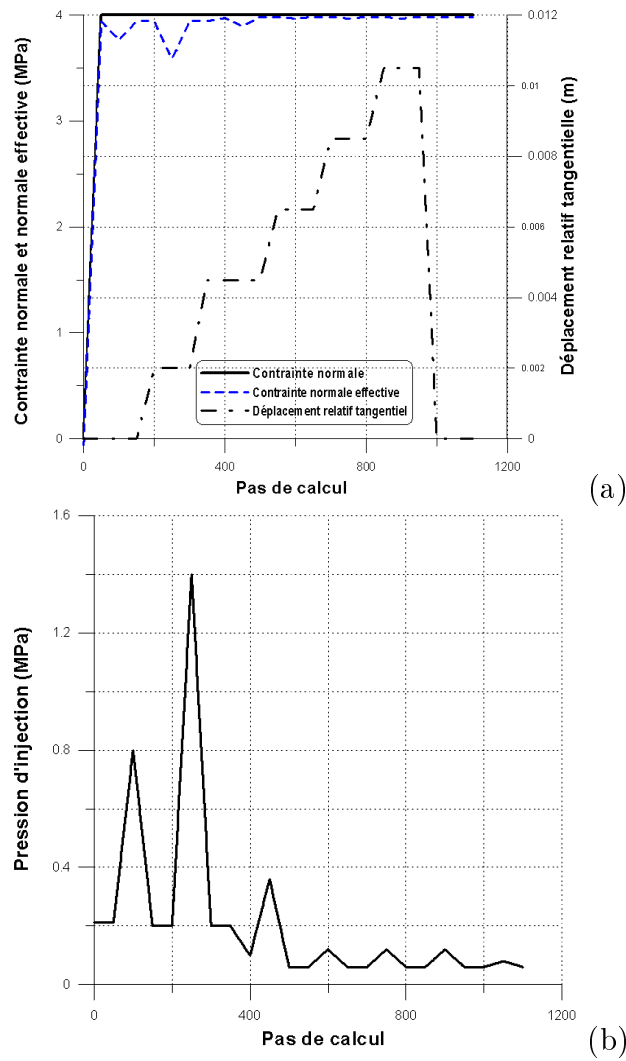 Contrainte normale et normale effective (MPa)
4
3
2
1
0
0.012
0.01
0.008
0.006
0.004
0.002
0
Déplacement relatif tangentielle (m)
Contrainte normale
Contrainte normale effective
Déplacement relatif tangentiel
0 400 800 1200
Pas de calcul
(a)
Pression d'injection (MPa)
1.6
1.2
0.8
0.4
0
0 200 400 600 800 1000 1200
Pas de calcul
(b)